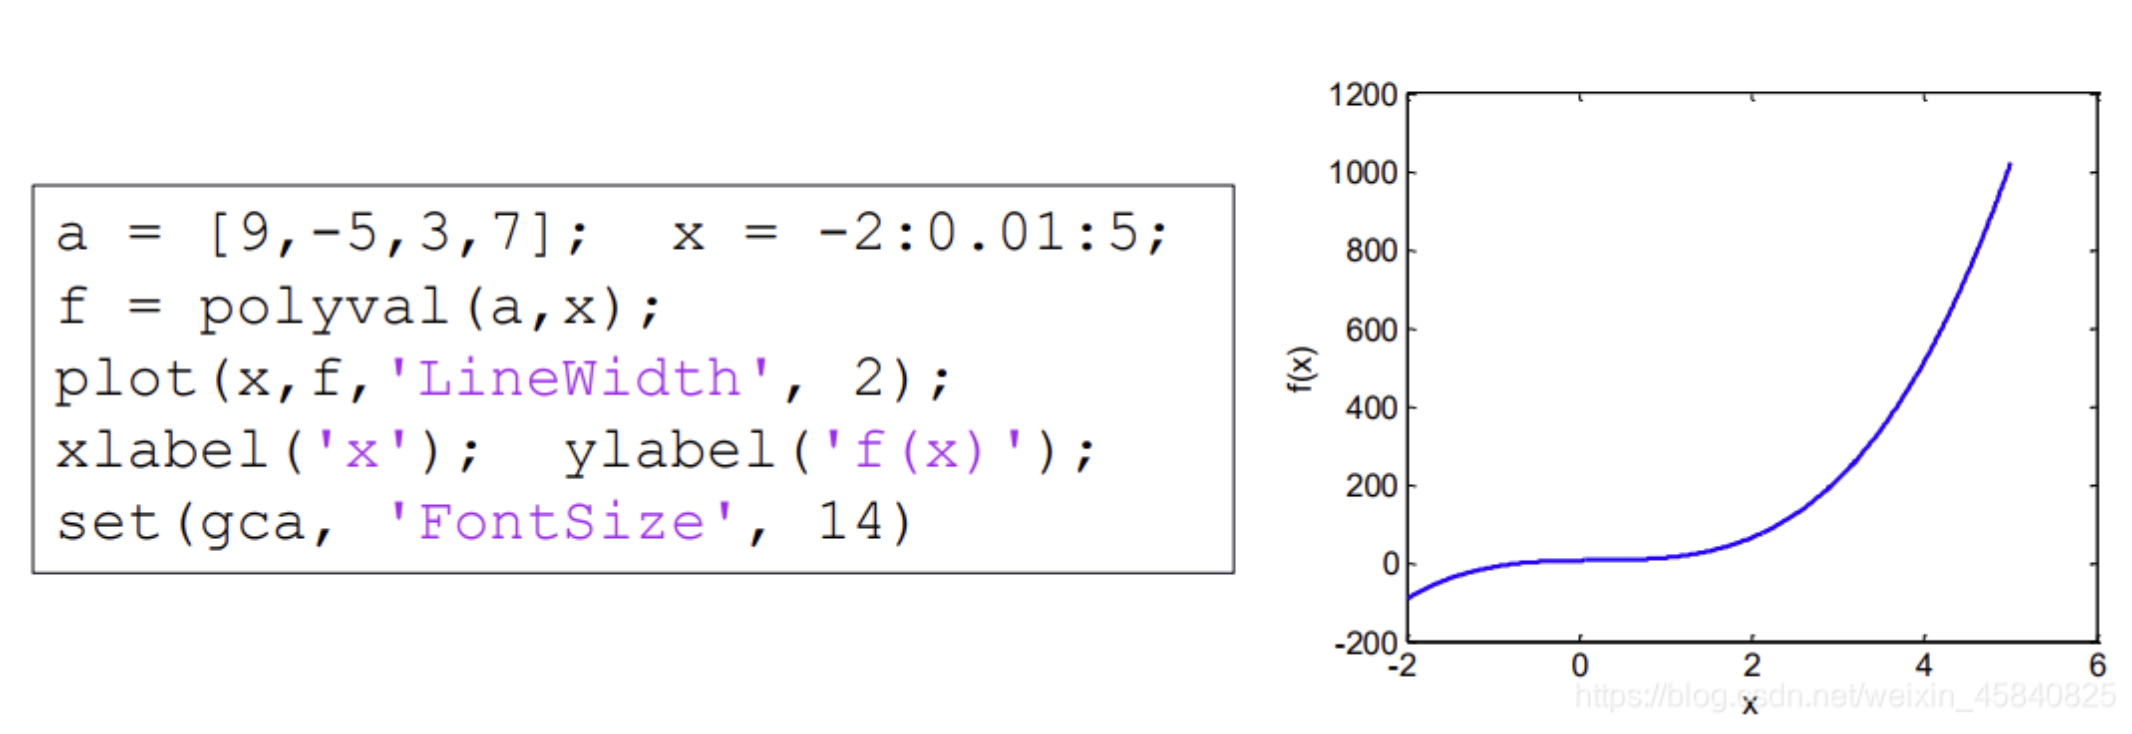 a = [9,-5,3,7];  x = -2:0.01:5;
f = polyval(a,x);
plot(x,f,'LineWidth', 2);
xlabel('x');  ylabel('f(x)');
set(gca, 'FontSize', 14)
1200
1000
800
600
400
200
0
-200
f(x)
-2 0 2 4 6
x
https://blog.csdn.net/weixin_45840825